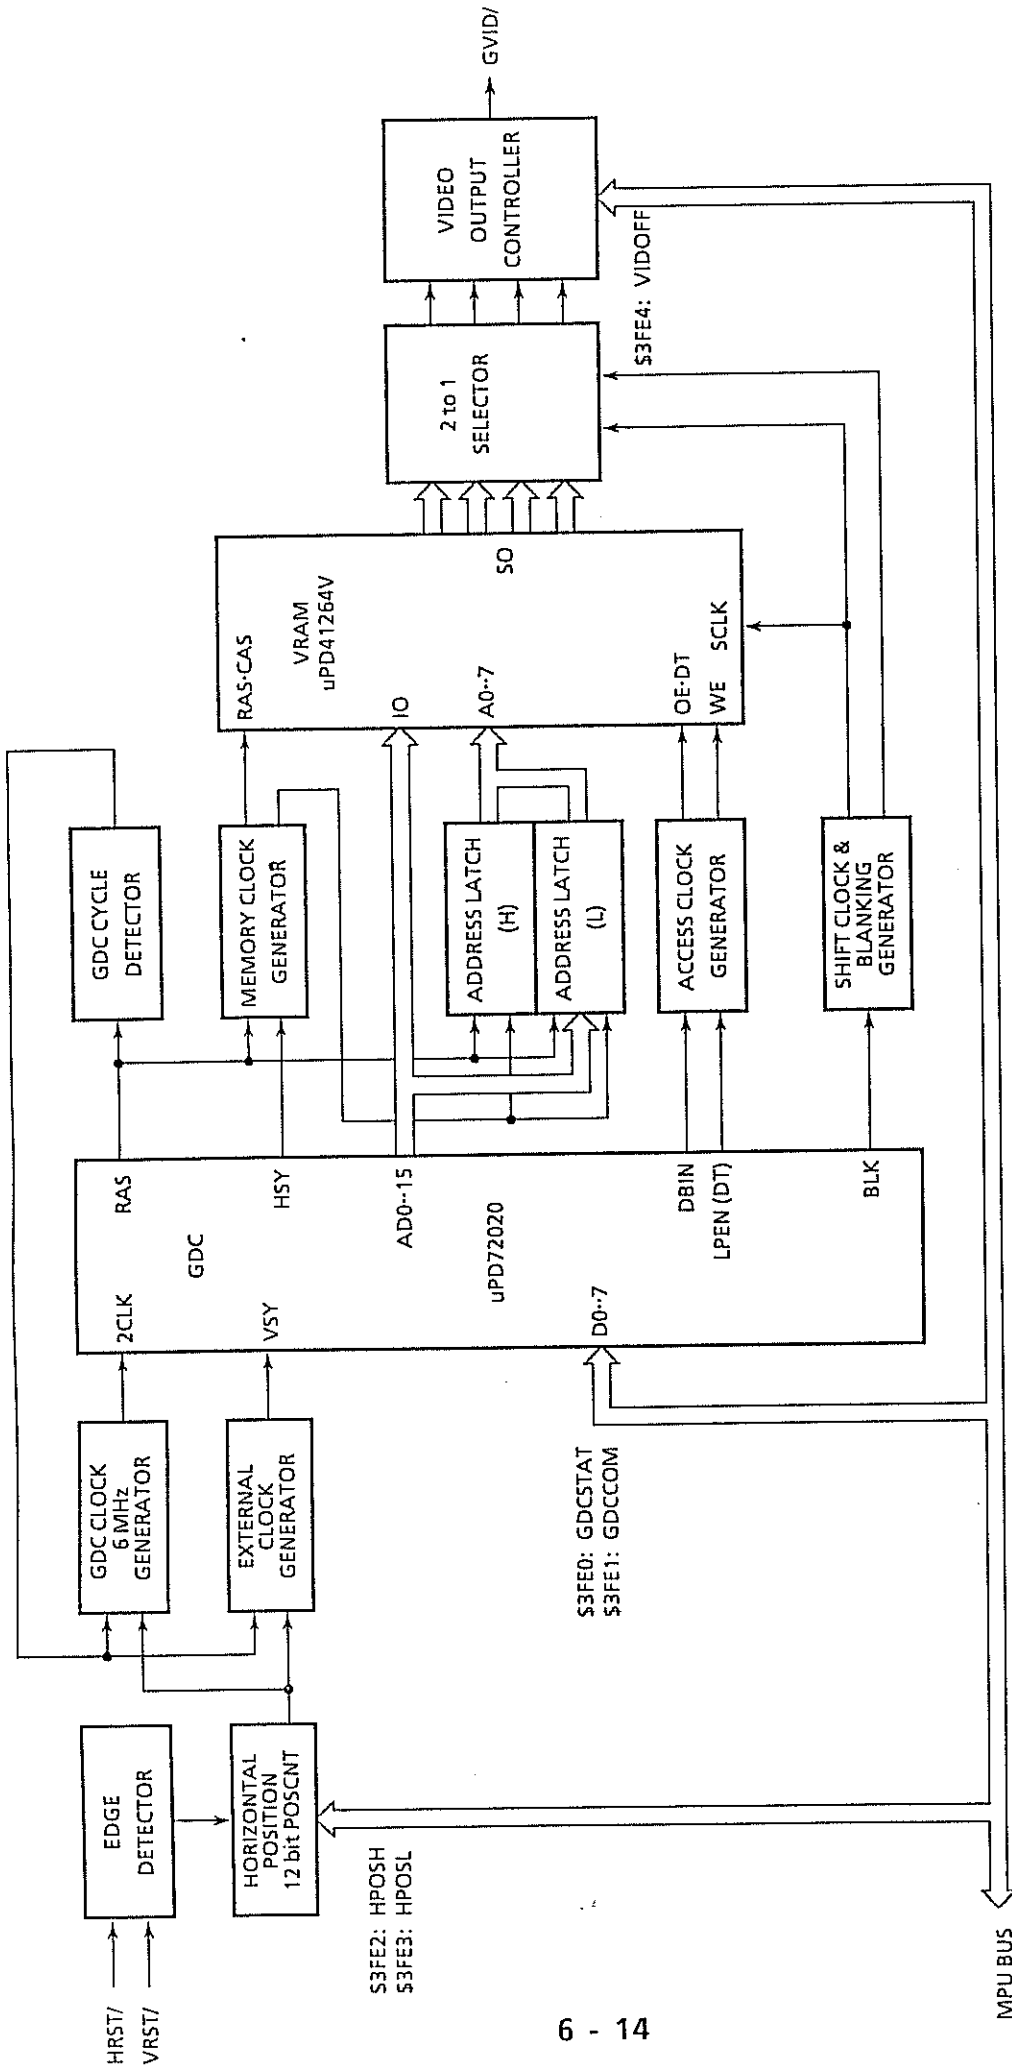 HRST/
VRST/
EDGE
DETECTOR
HORIZONTAL
POSITION
12 bit POSCNT
$3FE2: HPOSH
$3FE3: HPOSL
MPU BUS
GDC CLOCK
6 MHz
GENERATOR
EXTERNAL
CLOCK
GENERATOR
$3FE0: GDCSTAT
$3FE1: GDCCOM
2CLK
VSY
D0··7
GDC
uPD72020
RAS
HSY
AD0··15
DBIN
LPEN (DT)
BLK
GDC CYCLE
DETECTOR
MEMORY CLOCK
GENERATOR
ADDRESS LATCH
(H)
ADDRESS LATCH
(L)
ACCESS CLOCK
GENERATOR
SHIFT CLOCK &
BLANKING
GENERATOR
RAS·CAS
IO
A0··7
OE·DT
WE
SCLK
VRAM
uPD41264V
SO
2 to 1
SELECTOR
$3FE4: VIDOFF
VIDEO
OUTPUT
CONTROLLER
GVID/
6 - 14